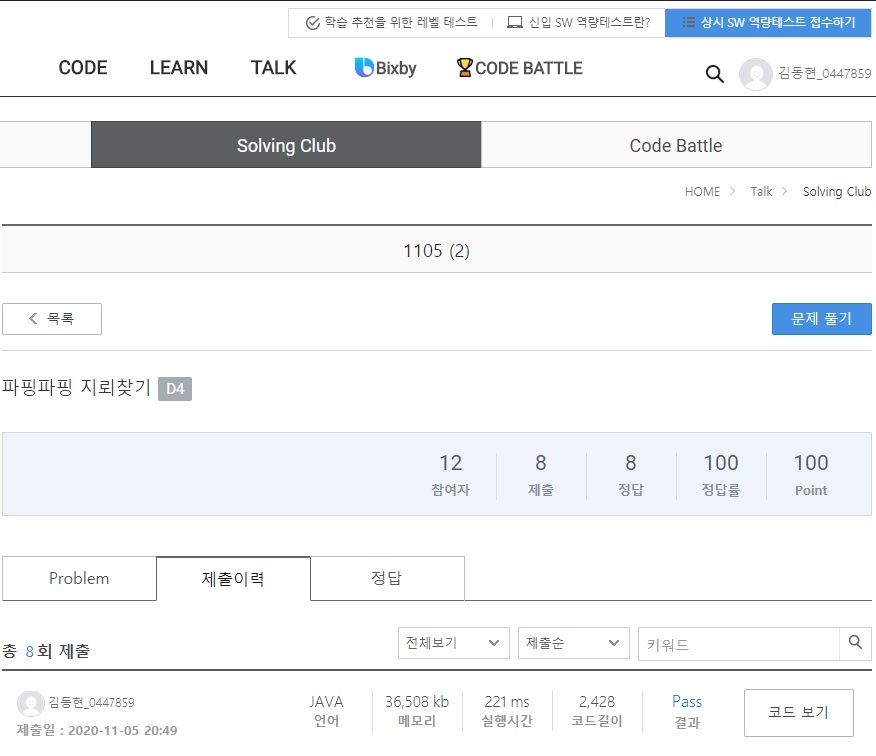 학습 추천을 위한 레벨 테스트 신입 SW 역량테스트란? 상시 SW 역량테스트 접수하기
CODE LEARN TALK Bixby CODE BATTLE 김동현_0447859
Solving Club Code Battle
HOME > Talk > Solving Club
1105 (2)
< 목록 문제 풀기
파핑파핑 지뢰찾기 D4
12 8 8 100 100
참여자 제출 정답 정답률 Point
Problem 제출이력 정답
총 8회 제출 전체보기 제출순 키워드
김동현_0447859 JAVA 36,508 kb 221 ms 2,428 Pass 코드 보기
제출일 : 2020-11-05 20:49 언어 메모리 실행시간 코드길이 결과